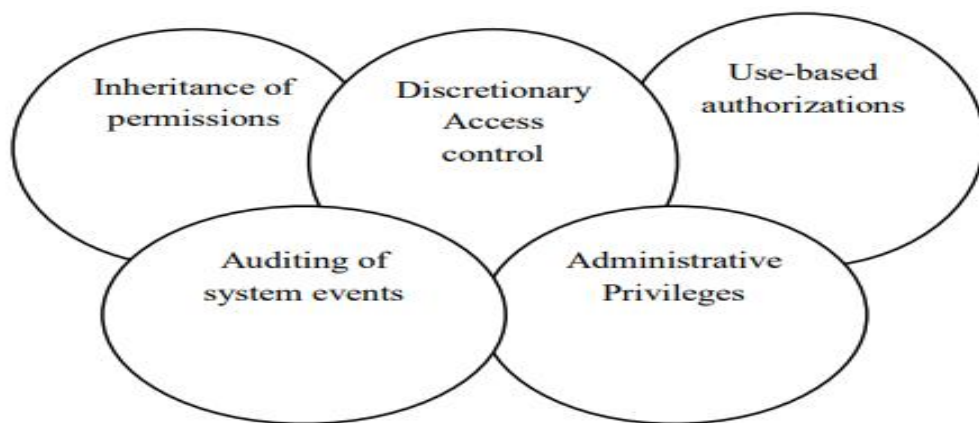 Inheritance of
permissions
Discretionary
Access
control
Use-based
authorizations
Auditing of
system events
Administrative
Privileges